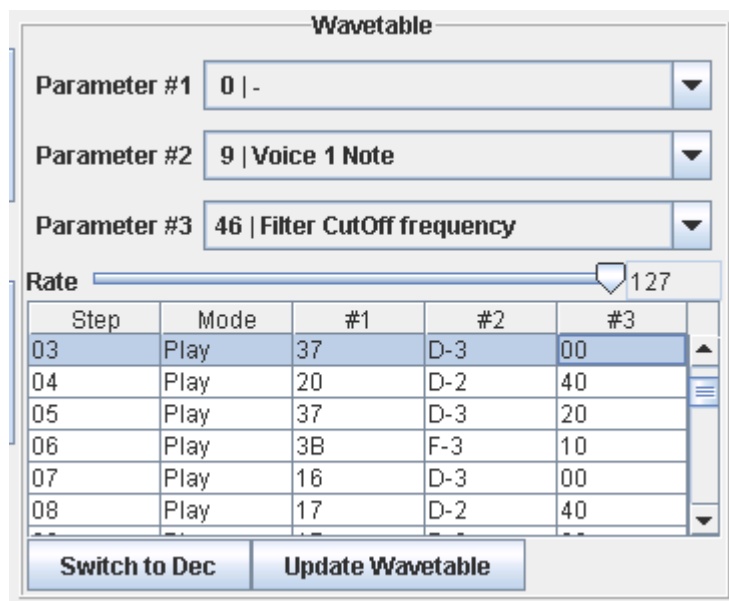 Wavetable
Parameter #1 0 | -
Parameter #2 9 | Voice 1 Note
Parameter #3 46 | Filter CutOff frequency
Rate 127
Step Mode #1 #2 #3
03 Play 37 D-3 00
04 Play 20 D-2 40
05 Play 37 D-3 20
06 Play 3B F-3 10
07 Play 16 D-3 00
08 Play 17 D-2 40
Switch to Dec Update Wavetable